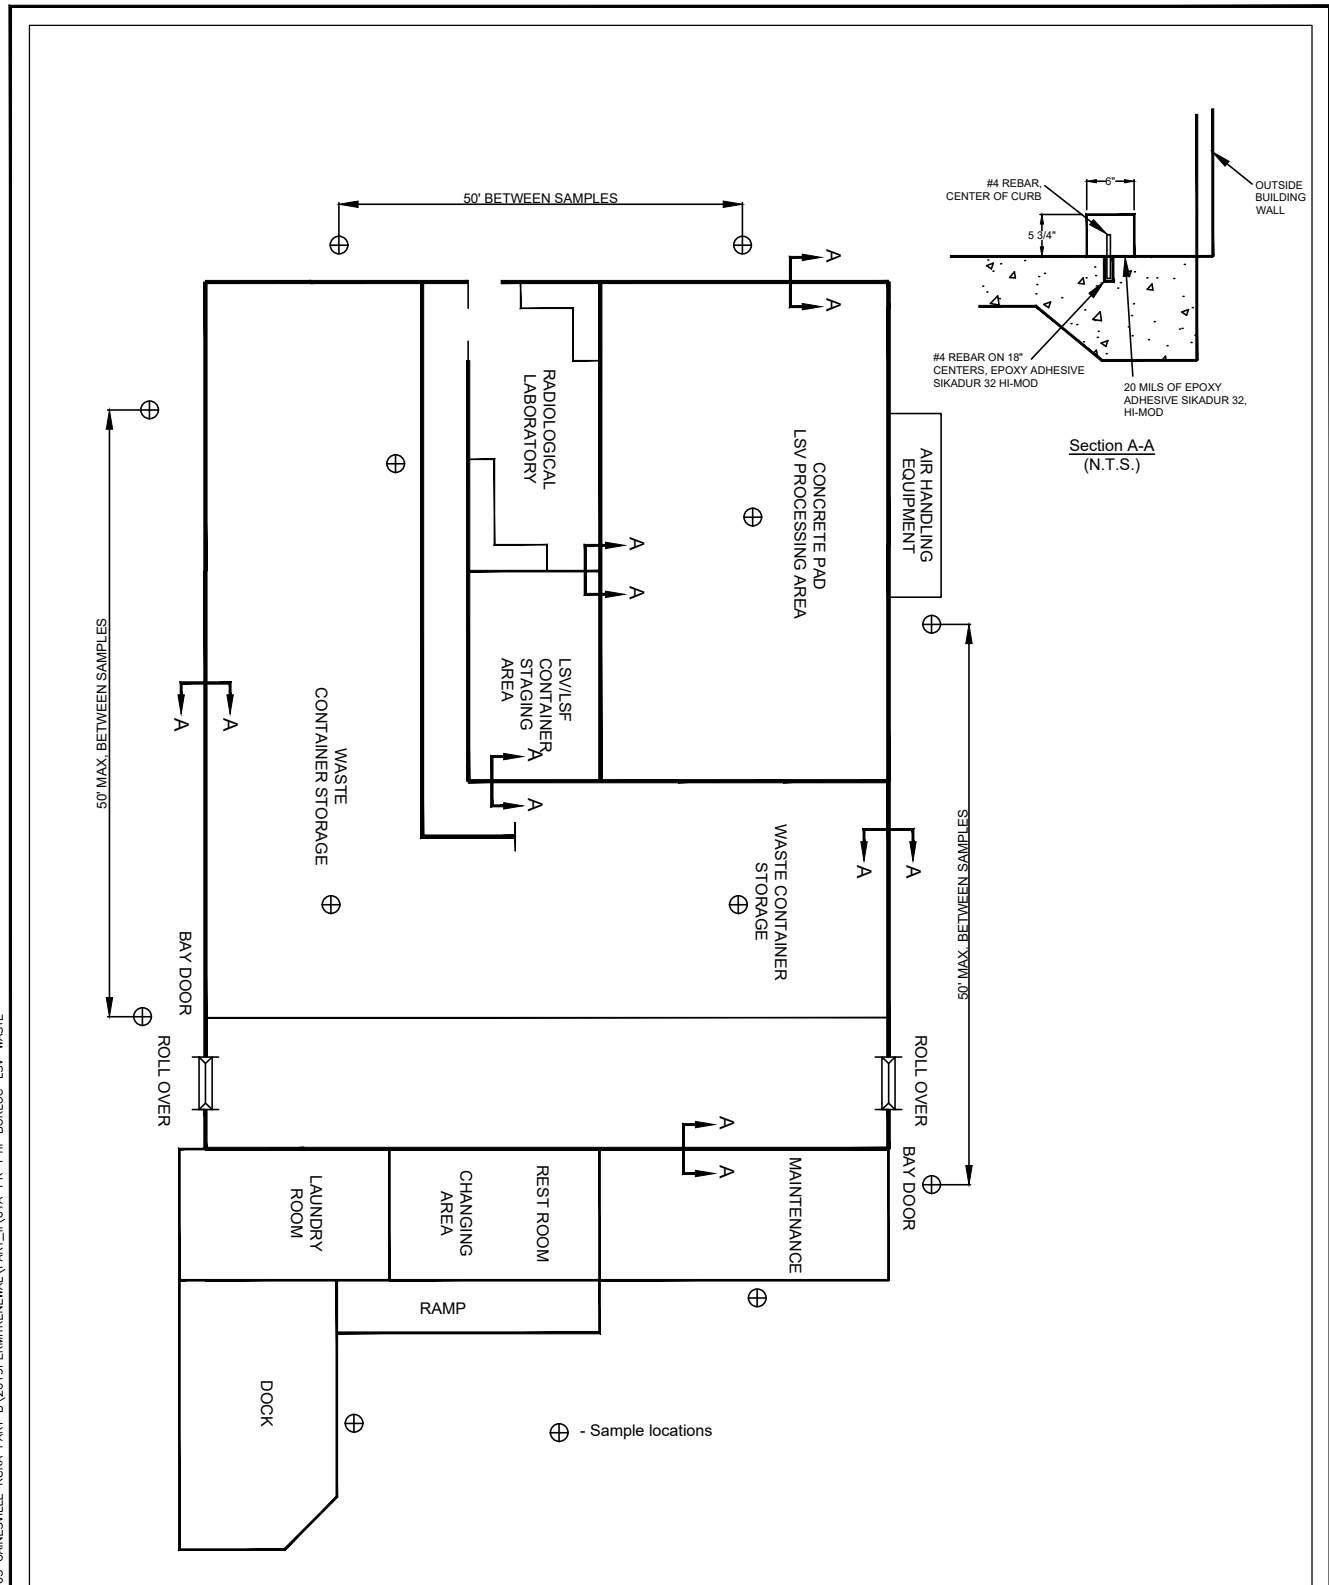 50' BETWEEN SAMPLES
#4 REBAR,
CENTER OF CURB
6"
5 3/4"
OUTSIDE
BUILDING
WALL
#4 REBAR ON 18"
CENTERS, EPOXY ADHESIVE
SIKADUR 32 HI-MOD
20 MILS OF EPOXY
ADHESIVE SIKADUR 32,
HI-MOD
Section A-A
(N.T.S.)
A
A
RADIOLOGICAL
LABORATORY
CONCRETE PAD
LSV PROCESSING AREA
AIR HANDLING
EQUIPMENT
A
A
50' MAX, BETWEEN SAMPLES
LSV/LSF
CONTAINER
STAGING
AREA
A
A
WASTE
CONTAINER STORAGE
A
A
WASTE CONTAINER
STORAGE
A
A
50' MAX, BETWEEN SAMPLES
BAY DOOR
ROLL OVER
ROLL OVER
BAY DOOR
A
A
LAUNDRY
ROOM
CHANGING
AREA
REST ROOM
MAINTENANCE
RAMP
DOCK
- Sample locations